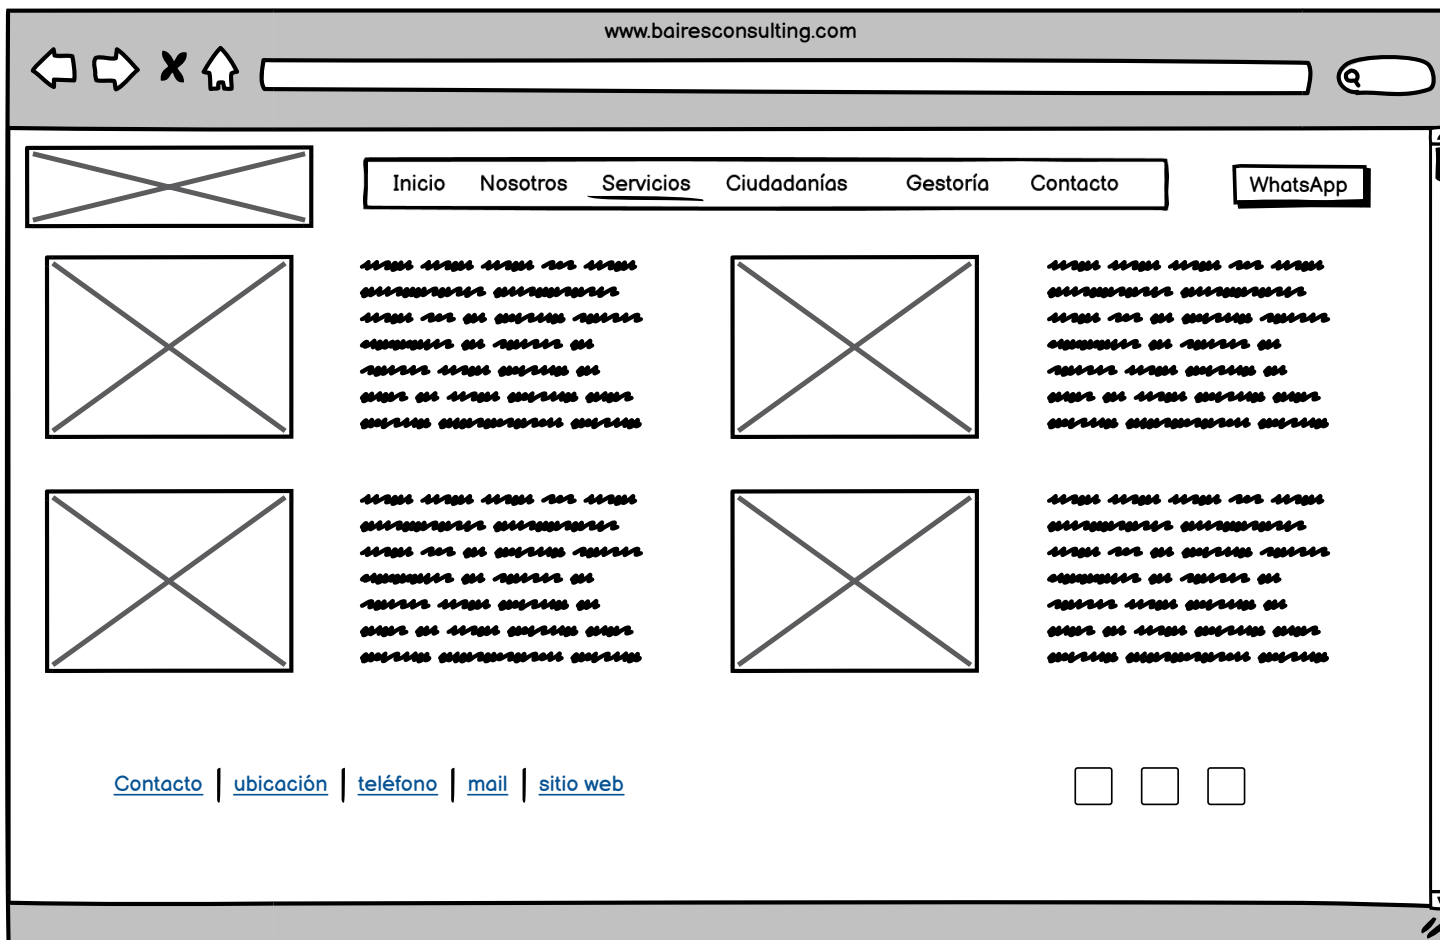 www.bairesconsulting.com
Inicio Nosotros Servicios Ciudadanías Gestoría Contacto WhatsApp
Contacto ubicación teléfono mail sitio web